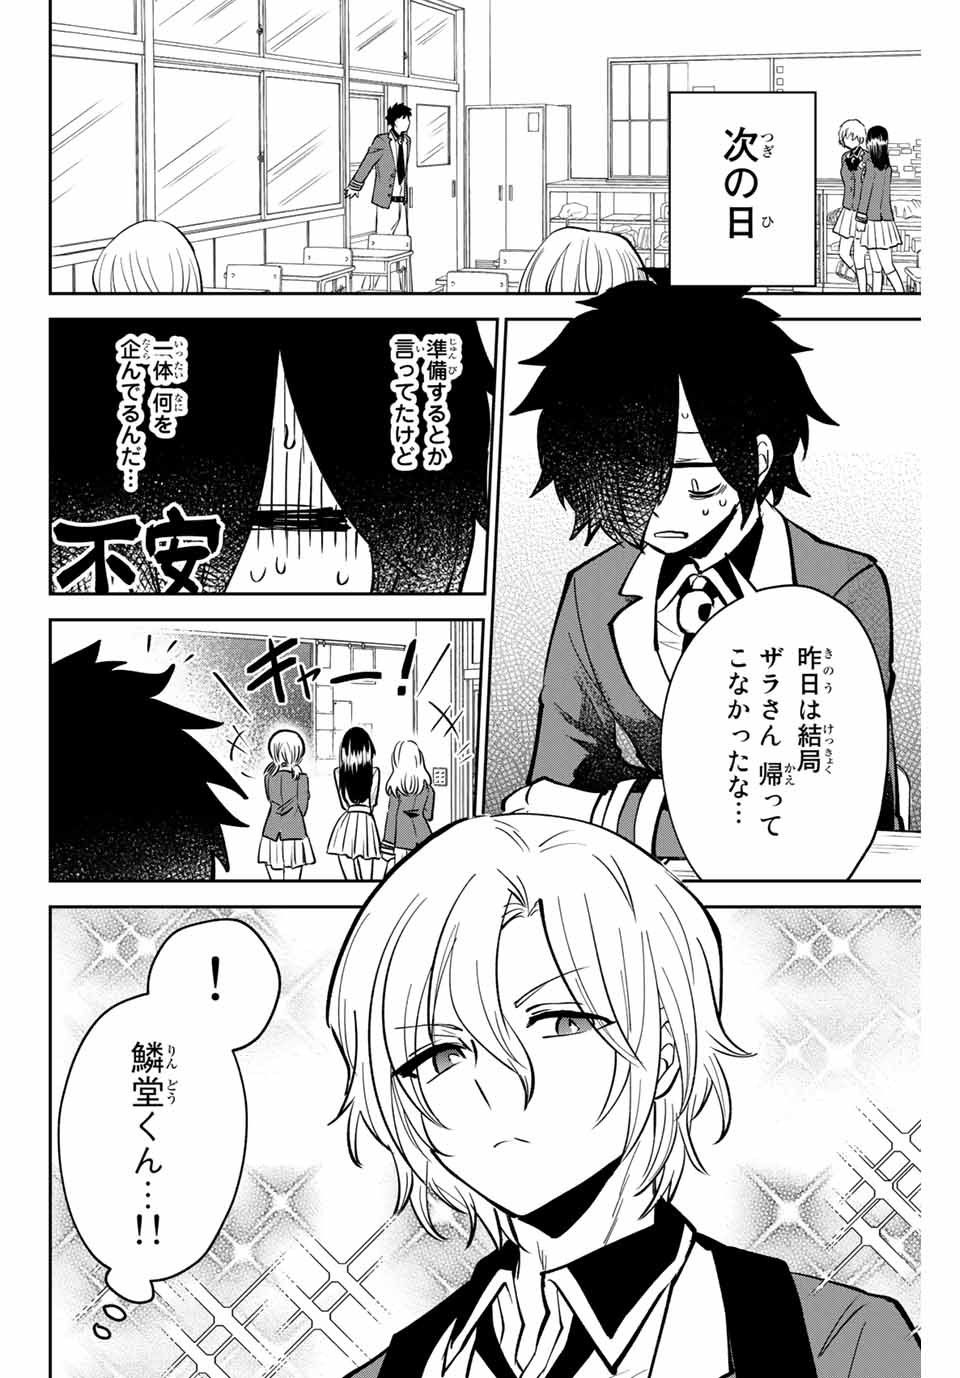 次の日
昨日は結局
ザラさん 帰って
こなかったな…
準備するとか
言ってたけど
一体 何を
企んでるんだ…
不安
キャー！
！
鱗堂くん…!!